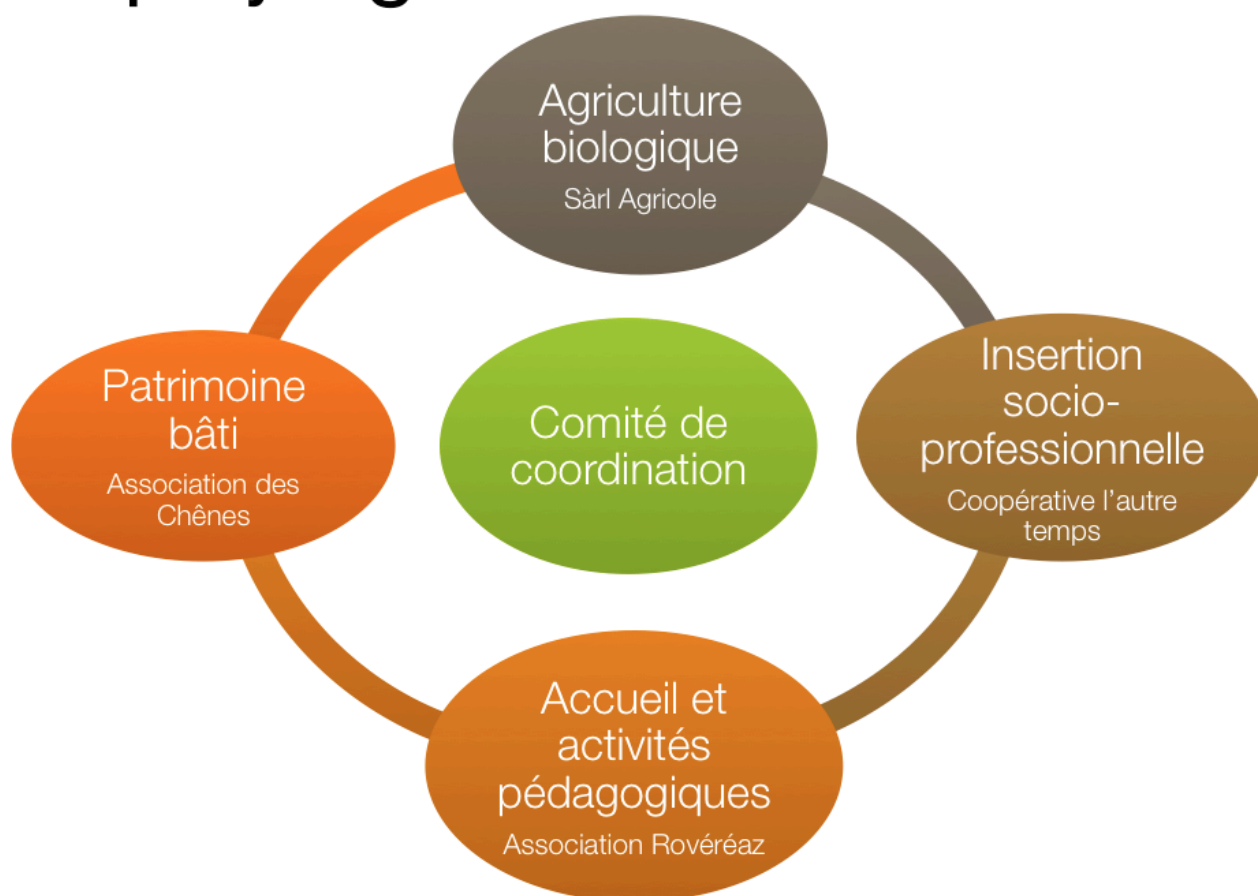 Agriculture
biologique
Sàrl Agricole
Patrimoine
bâti
Association des
Chênes
Comité de
coordination
Insertion
socio-
professionnelle
Coopérative l'autre
temps
Accueil et
activités
pédagogiques
Association Rovéréaz